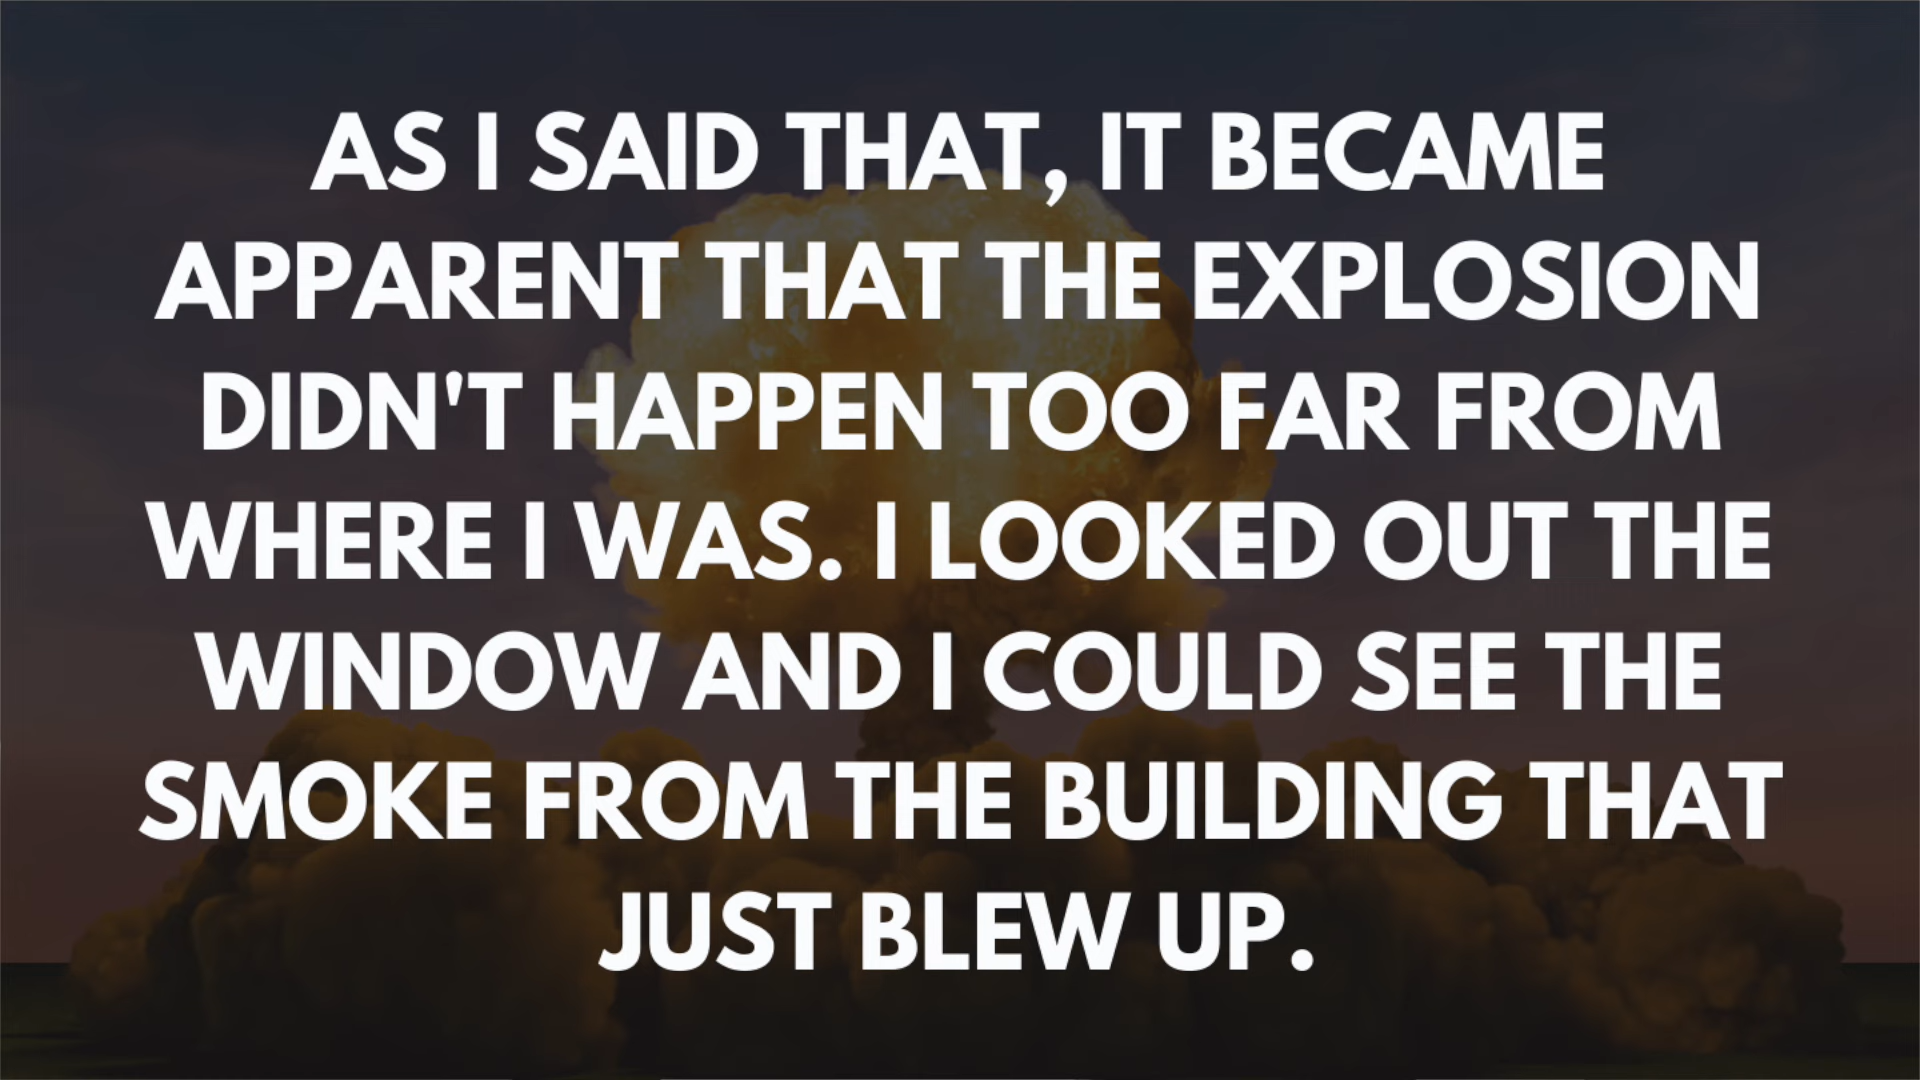 AS I SAID THAT, IT BECAME
APPARENT THAT THE EXPLOSION
DIDN'T HAPPEN TOO FAR FROM
WHERE I WAS. I LOOKED OUT THE
WINDOW AND I COULD SEE THE
SMOKE FROM THE BUILDING THAT
JUST BLEW UP.